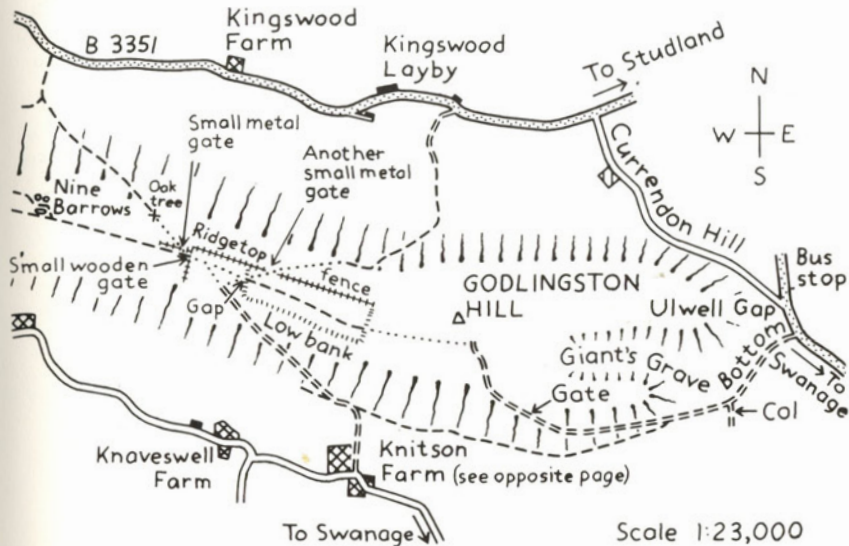 B 3351
Kingswood
Farm
Kingswood
Layby
To Studland
N
W E
S
Small metal
gate
Another
small metal
gate
Currendon Hill
Nine
Barrows
Oak
tree
Ridgetop
fence
Small wooden
gate
Gap
Low bank
GODLINGSTON
HILL
Bus
stop
Ulwell Gap
Giant's Grave
Bottom
Gate
Col
To
Swanage
Knaveswell
Farm
Knitson
Farm (see opposite page)
To Swanage
Scale 1:23,000